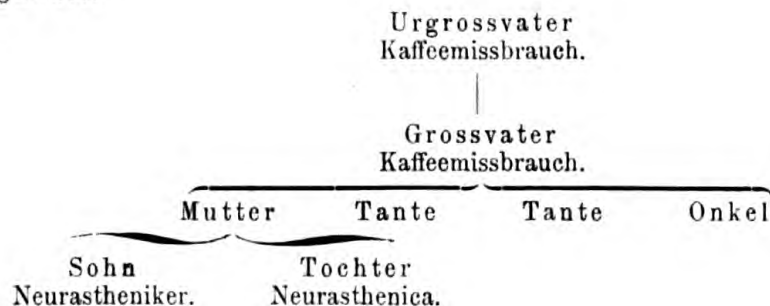 Urgrossvater
Kaffeemissbrauch.
Grossvater
Kaffeemissbrauch.
Mutter Tante Tante Onkel
Sohn Tochter
Neurastheniker. Neurasthenica.